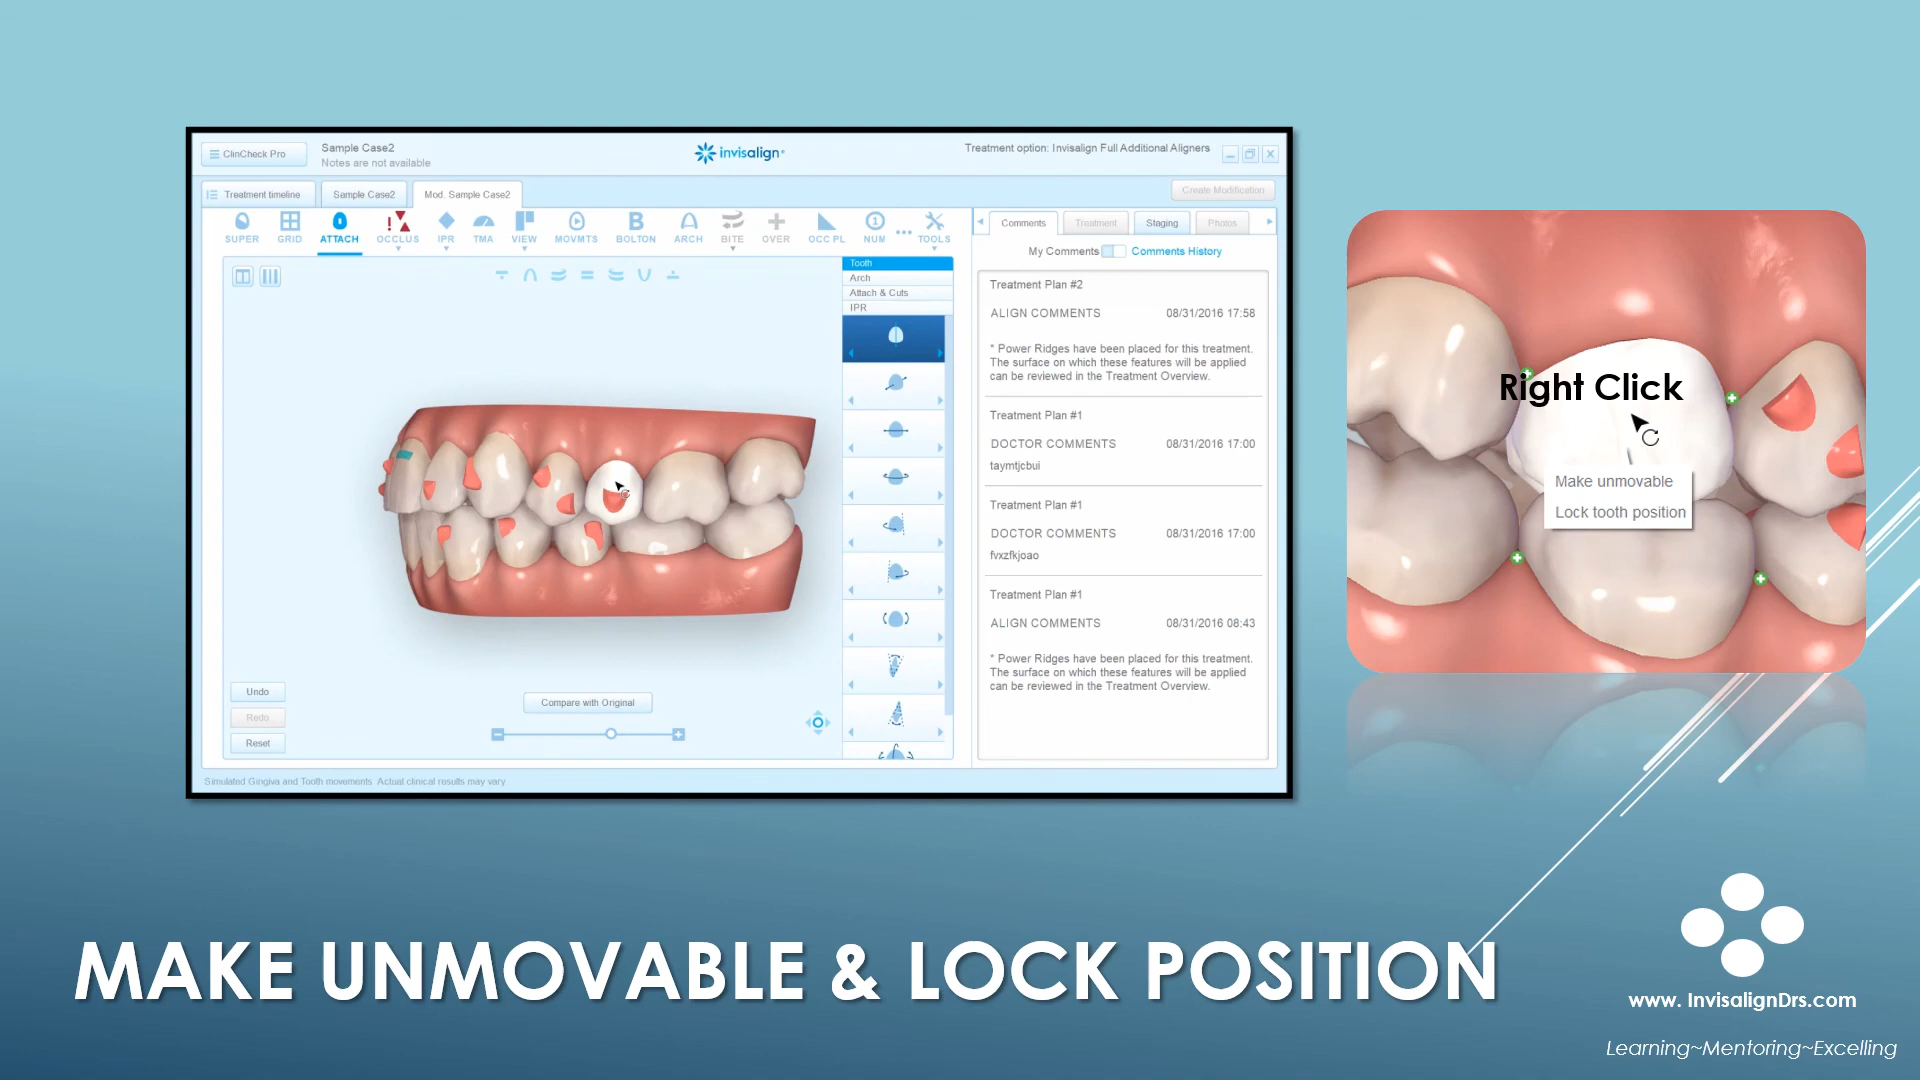 ClinCheck Pro
Sample Case2
Notes are not available
invisalign
Treatment option: Invisalign Full Additional Aligners
Treatment timeline
Sample Case2
Mod. Sample Case2
Create Modification
SUPER
GRID
ATTACH
OCCLUS
IPR
TMA
VIEW
MOVMTS
B
BOLTON
ARCH
BITE
OVER
OCC PL
1
NUM
TOOLS
Comments
Treatment
Staging
Photos
My Comments
Comments History
Tooth
Arch
Attach & Cuts
IPR
Treatment Plan #2
ALIGN COMMENTS 08/31/2016 17:58
* Power Ridges have been placed for this treatment.
The surface on which these features will be applied
can be reviewed in the Treatment Overview.
Treatment Plan #1
DOCTOR COMMENTS 08/31/2016 17:00
taymtjcbui
Treatment Plan #1
DOCTOR COMMENTS 08/31/2016 17:00
fvxzfkjoao
Treatment Plan #1
ALIGN COMMENTS 08/31/2016 08:43
* Power Ridges have been placed for this treatment.
The surface on which these features will be applied
can be reviewed in the Treatment Overview.
Undo
Redo
Reset
Compare with Original
Simulated Gingiva and Tooth movements. Actual clinical results may vary
Right Click
Make unmovable
Lock tooth position
MAKE UNMOVABLE & LOCK POSITION
www. InvisalignDrs.com
Learning~Mentoring~Excelling